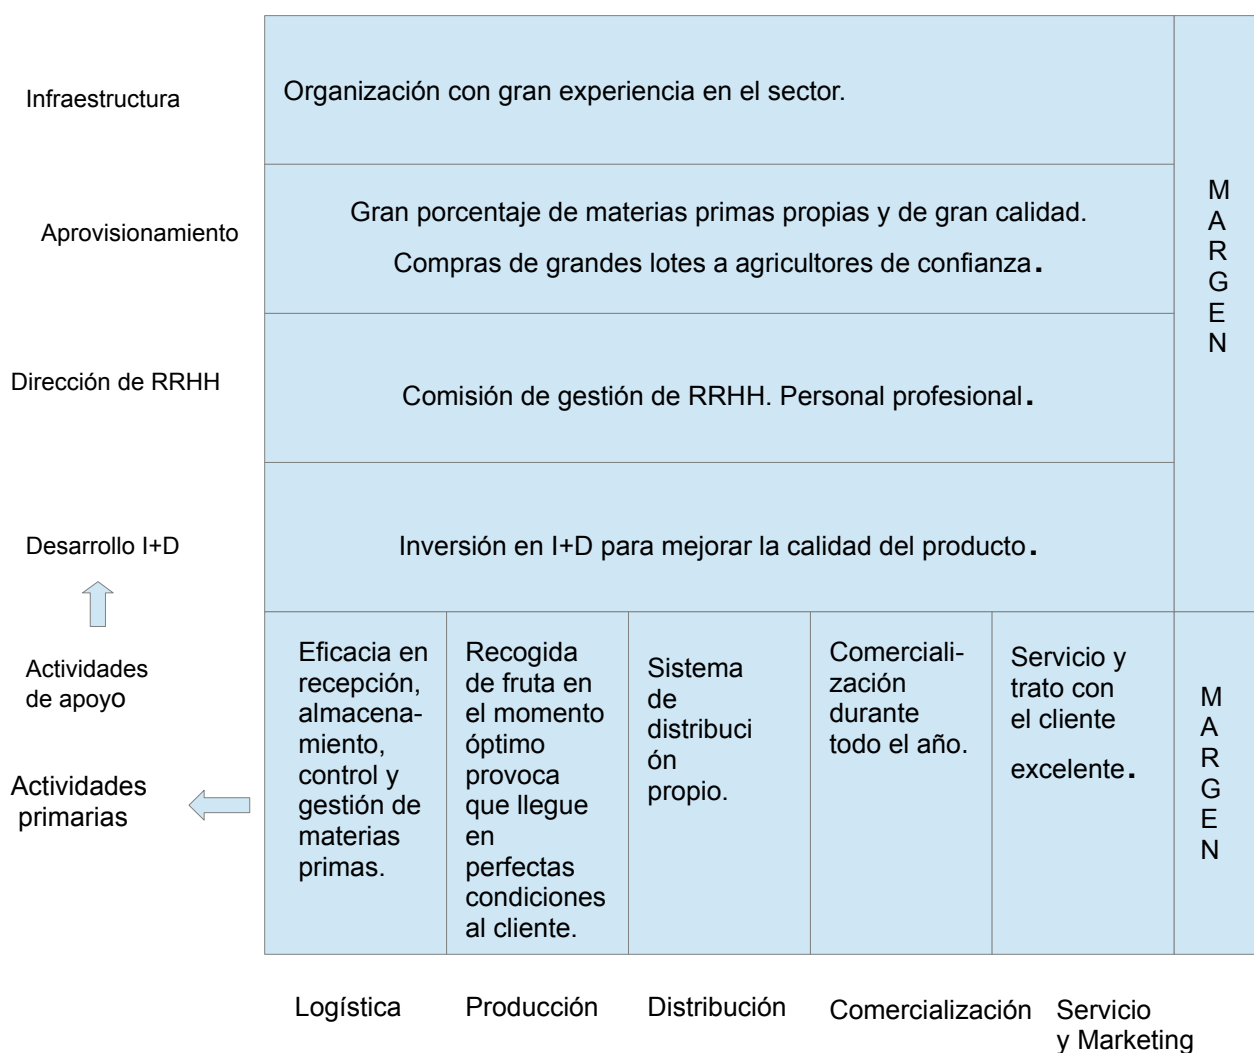 Infraestructura
Organización con gran experiencia en el sector.
Aprovisionamiento
Gran porcentaje de materias primas propias y de gran calidad.
Compras de grandes lotes a agricultores de confianza.
Dirección de RRHH
Comisión de gestión de RRHH. Personal profesional.
Desarrollo I+D
Inversión en I+D para mejorar la calidad del producto.
M
A
R
G
E
N
Actividades
de apoyo
Actividades
primarias
Eficacia en
recepción,
almacena-
miento,
control y
gestión de
materias
primas.
Recogida
de fruta en
el momento
óptimo
provoca
que llegue
en
perfectas
condiciones
al cliente.
Sistema
de
distribuci
ón
propio.
Comerciali-
zación
durante
todo el año.
Servicio y
trato con
el cliente
excelente.
M
A
R
G
E
N
Logística
Producción
Distribución
Comercialización
Servicio
y Marketing